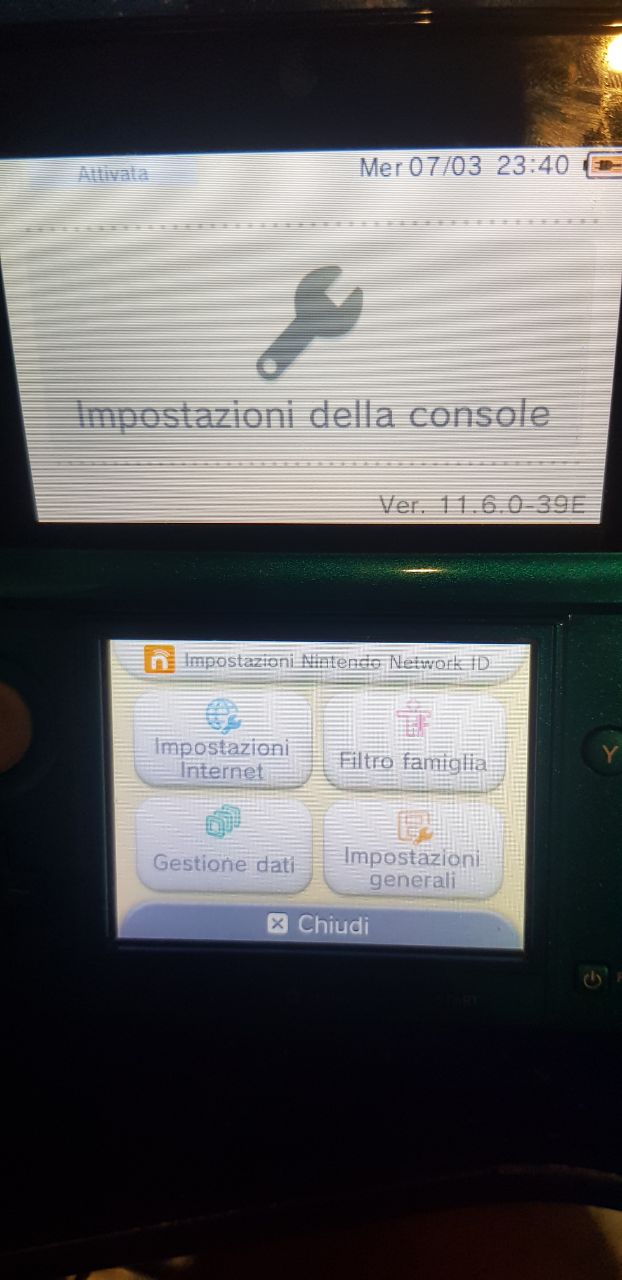 Attivata
Mer 07/03 23:40
Impostazioni della console
Ver. 11.6.0-39E
Impostazioni Nintendo Network ID
Impostazioni
Internet
Filtro famiglia
Gestione dati
Impostazioni
generali
Chiudi
Y